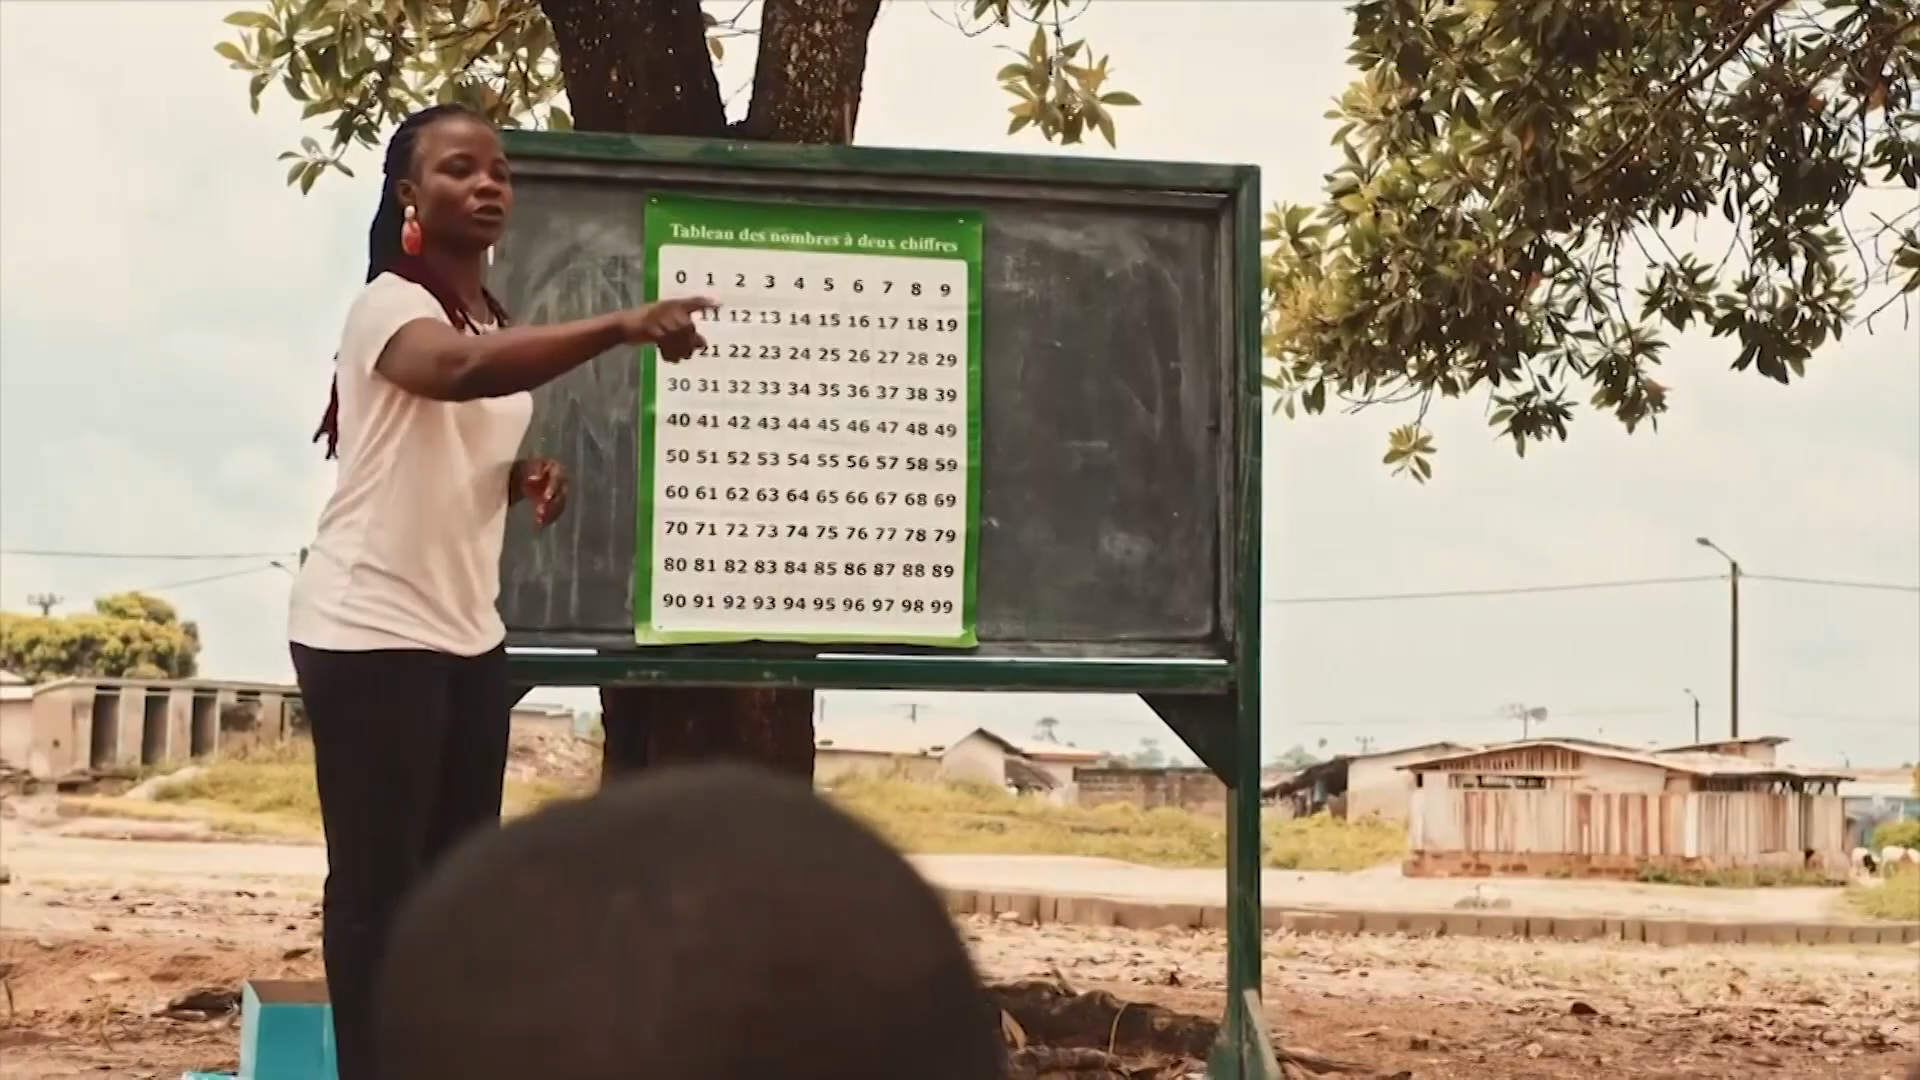 Tableau des nombres à deux chiffres
0 1 2 3 4 5 6 7 8 9
11 12 13 14 15 16 17 18 19
21 22 23 24 25 26 27 28 29
30 31 32 33 34 35 36 37 38 39
40 41 42 43 44 45 46 47 48 49
50 51 52 53 54 55 56 57 58 59
60 61 62 63 64 65 66 67 68 69
70 71 72 73 74 75 76 77 78 79
80 81 82 83 84 85 86 87 88 89
90 91 92 93 94 95 96 97 98 99